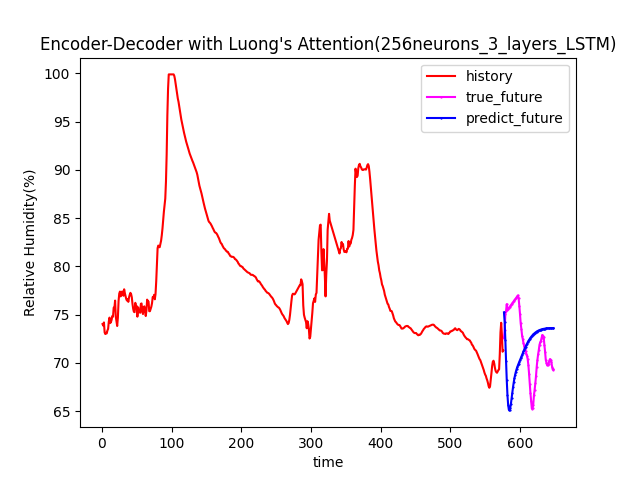 Encoder-Decoder with Luong's Attention(256neurons_3_layers_LSTM)
history
true_future
predict_future
Relative Humidity(%)
100
95
90
85
80
75
70
65
0 100 200 300 400 500 600
time